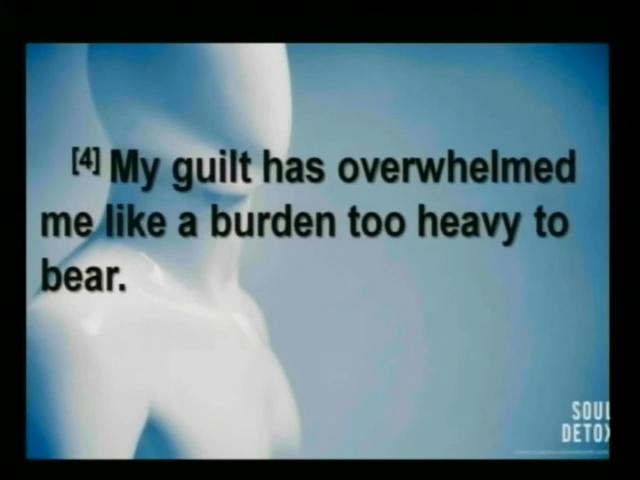 [4] My guilt has overwhelmed
me like a burden too heavy to
bear.
SOUL
DETOX